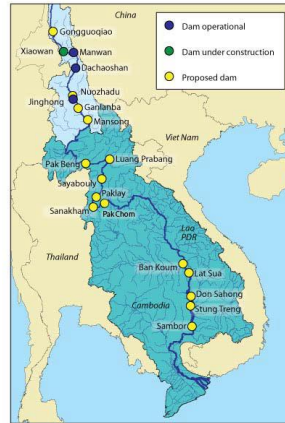 China
Dam operational
Dam under construction
Proposed dam
Gongguoqiao
Xiaowan
Manwan
Dachaoshan
Nuozhadu
Jinghong
Ganlanba
Mansong
Viet Nam
Pak Beng
Luang Prabang
Sayabouly
Paklay
Sanakham
Pak Chom
Lao
PDR
Thailand
Ban Koum
Lat Sua
Don Sahong
Cambodia
Stung Treng
Sambor